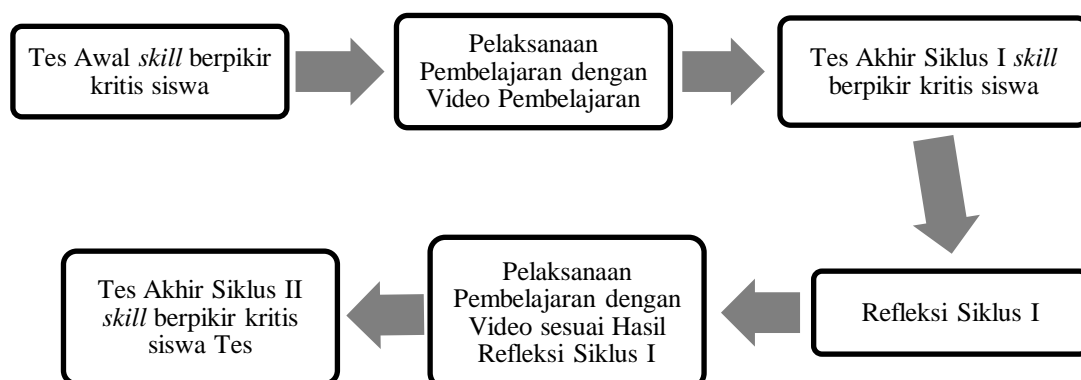 Tes Awal skill berpikir
kritis siswa
Pelaksanaan
Pembelajaran dengan
Video Pembelajaran
Tes Akhir Siklus I skill
berpikir kritis siswa
Refleksi Siklus I
Pelaksanaan
Pembelajaran dengan
Video sesuai Hasil
Refleksi Siklus I
Tes Akhir Siklus II
skill berpikir kritis
siswa Tes